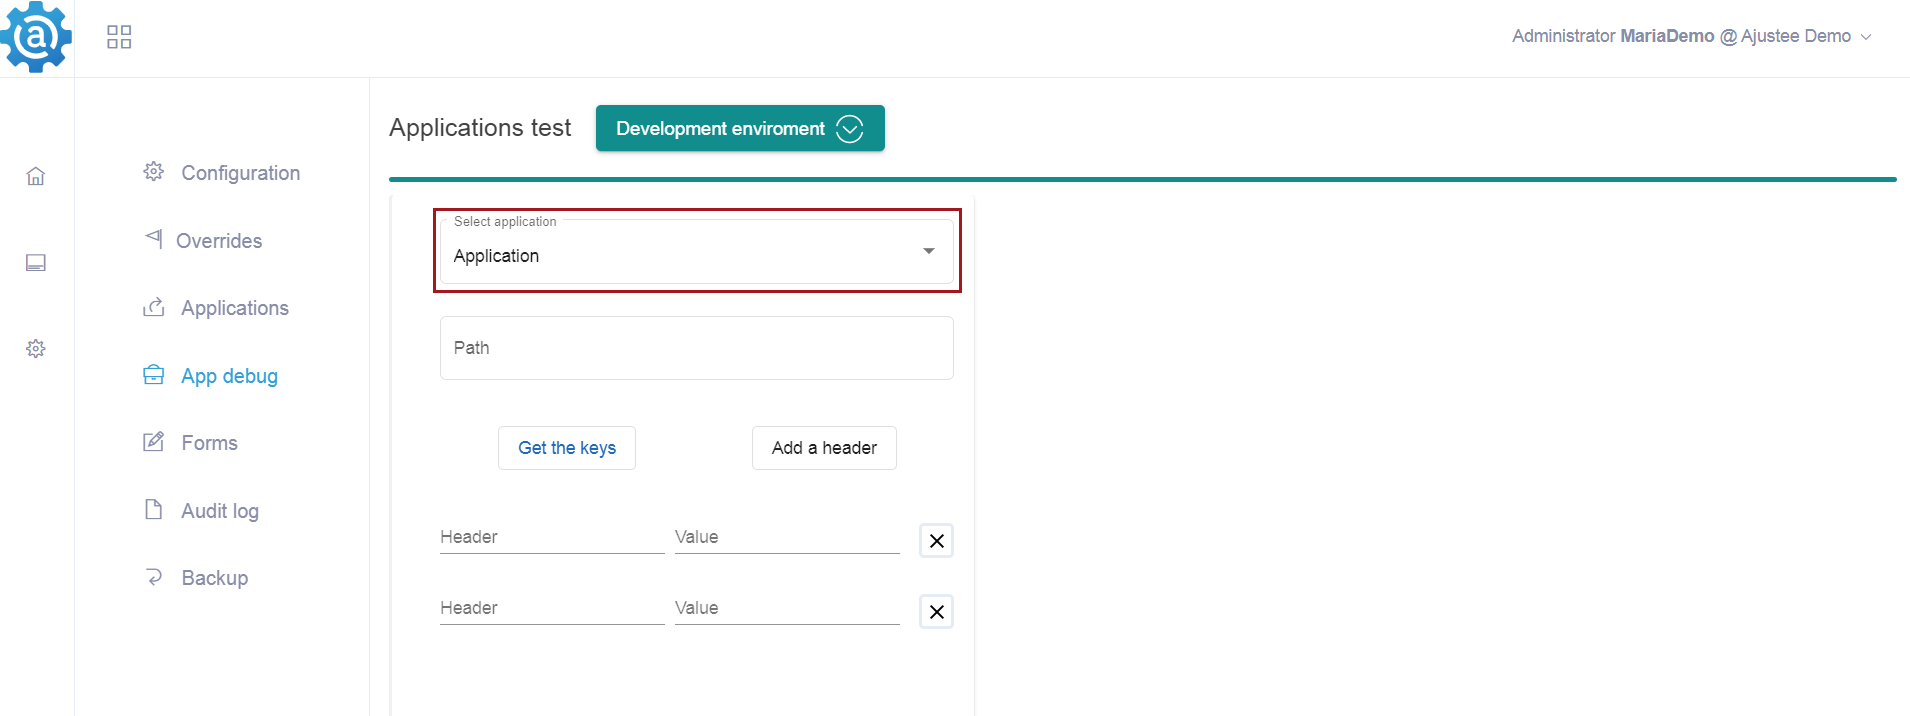 a
Administrator MariaDemo @ Ajustee Demo
Configuration
Overrides
Applications
App debug
Forms
Audit log
Backup
Applications test
Development enviroment
Select application
Application
Path
Get the keys
Add a header
Header Value
Header Value